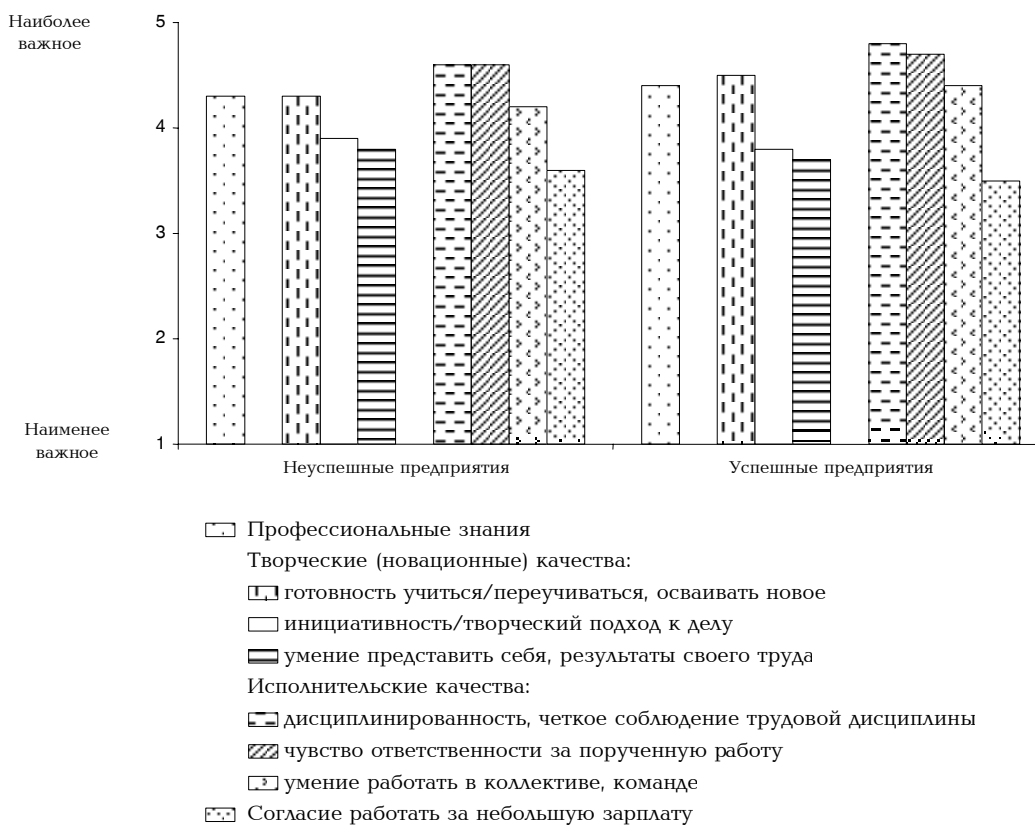 Наиболее
важное
5
4
3
2
Наименее
важное
1
Неуспешные предприятия
Успешные предприятия
Профессиональные знания
Творческие (новационные) качества:
готовность учиться/переучиваться, осваивать новое
инициативность/творческий подход к делу
умение представить себя, результаты своего труда
Исполнительские качества:
дисциплинированность, четкое соблюдение трудовой дисциплины
чувство ответственности за порученную работу
умение работать в коллективе, команде
Согласие работать за небольшую зарплату